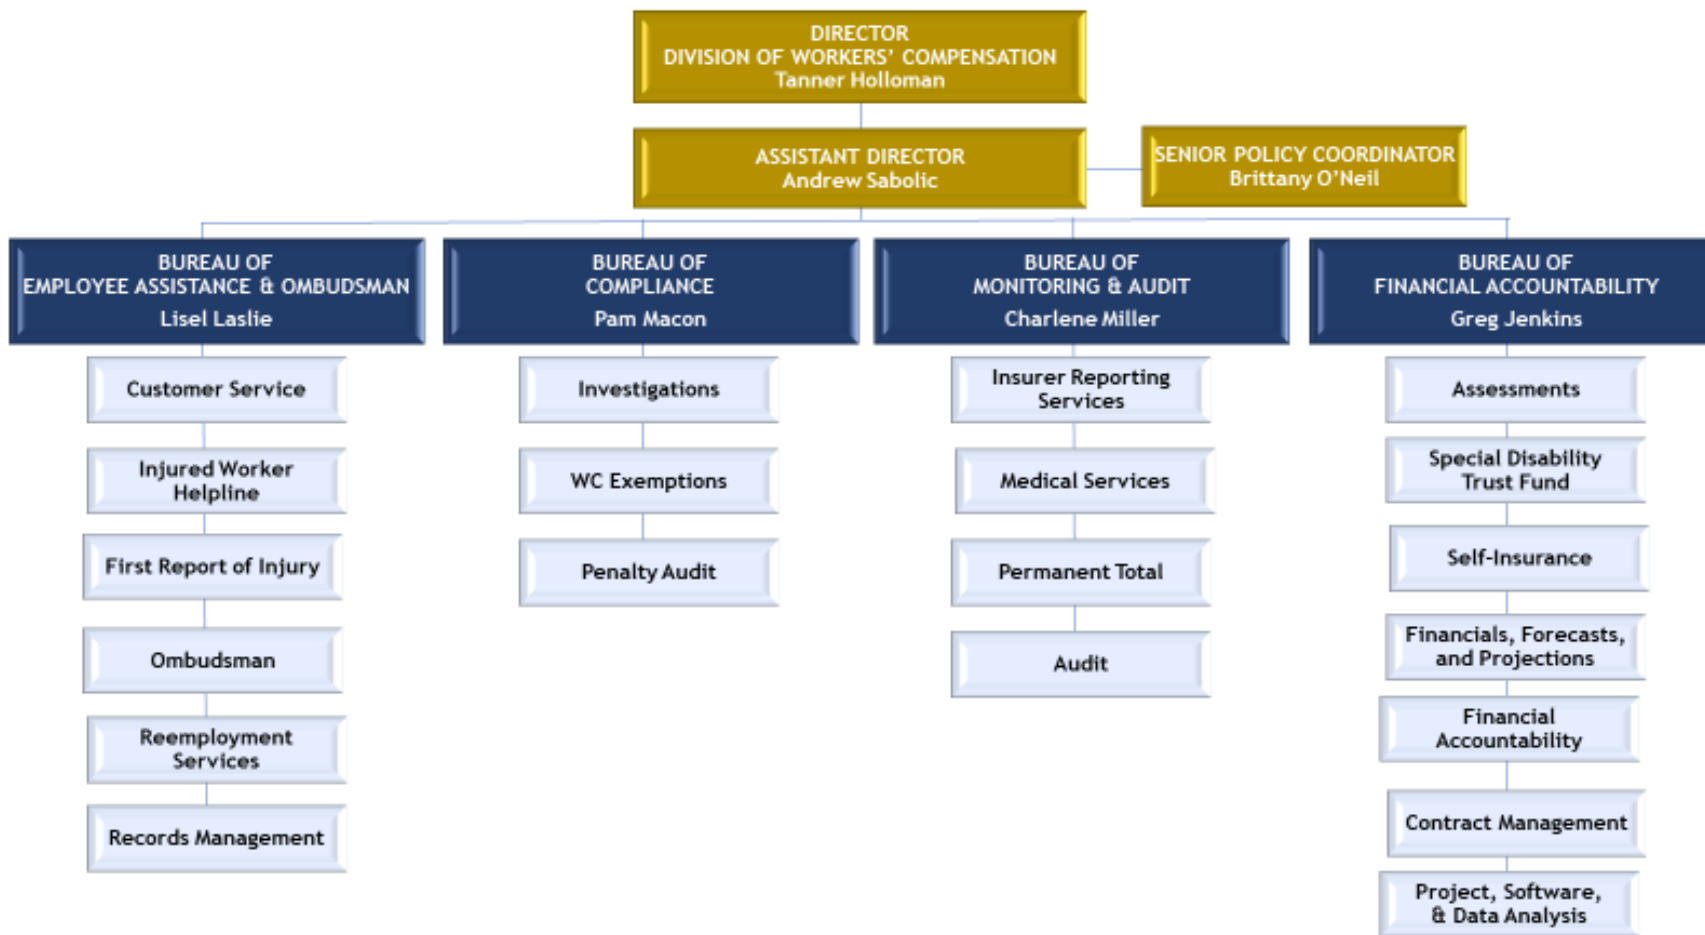 DIRECTOR
DIVISION OF WORKERS’ COMPENSATION
Tanner Holloman
ASSISTANT DIRECTOR
Andrew Sabolic
SENIOR POLICY COORDINATOR
Brittany O’Neil
BUREAU OF
EMPLOYEE ASSISTANCE & OMBUDSMAN
Lisel Laslie
Customer Service
Injured Worker
Helpline
First Report of Injury
Ombudsman
Reemployment
Services
Records Management
BUREAU OF
COMPLIANCE
Pam Macon
Investigations
WC Exemptions
Penalty Audit
BUREAU OF
MONITORING & AUDIT
Charlene Miller
Insurer Reporting
Services
Medical Services
Permanent Total
Audit
BUREAU OF
FINANCIAL ACCOUNTABILITY
Greg Jenkins
Assessments
Special Disability
Trust Fund
Self-Insurance
Financials, Forecasts,
and Projections
Financial
Accountability
Contract Management
Project, Software,
& Data Analysis